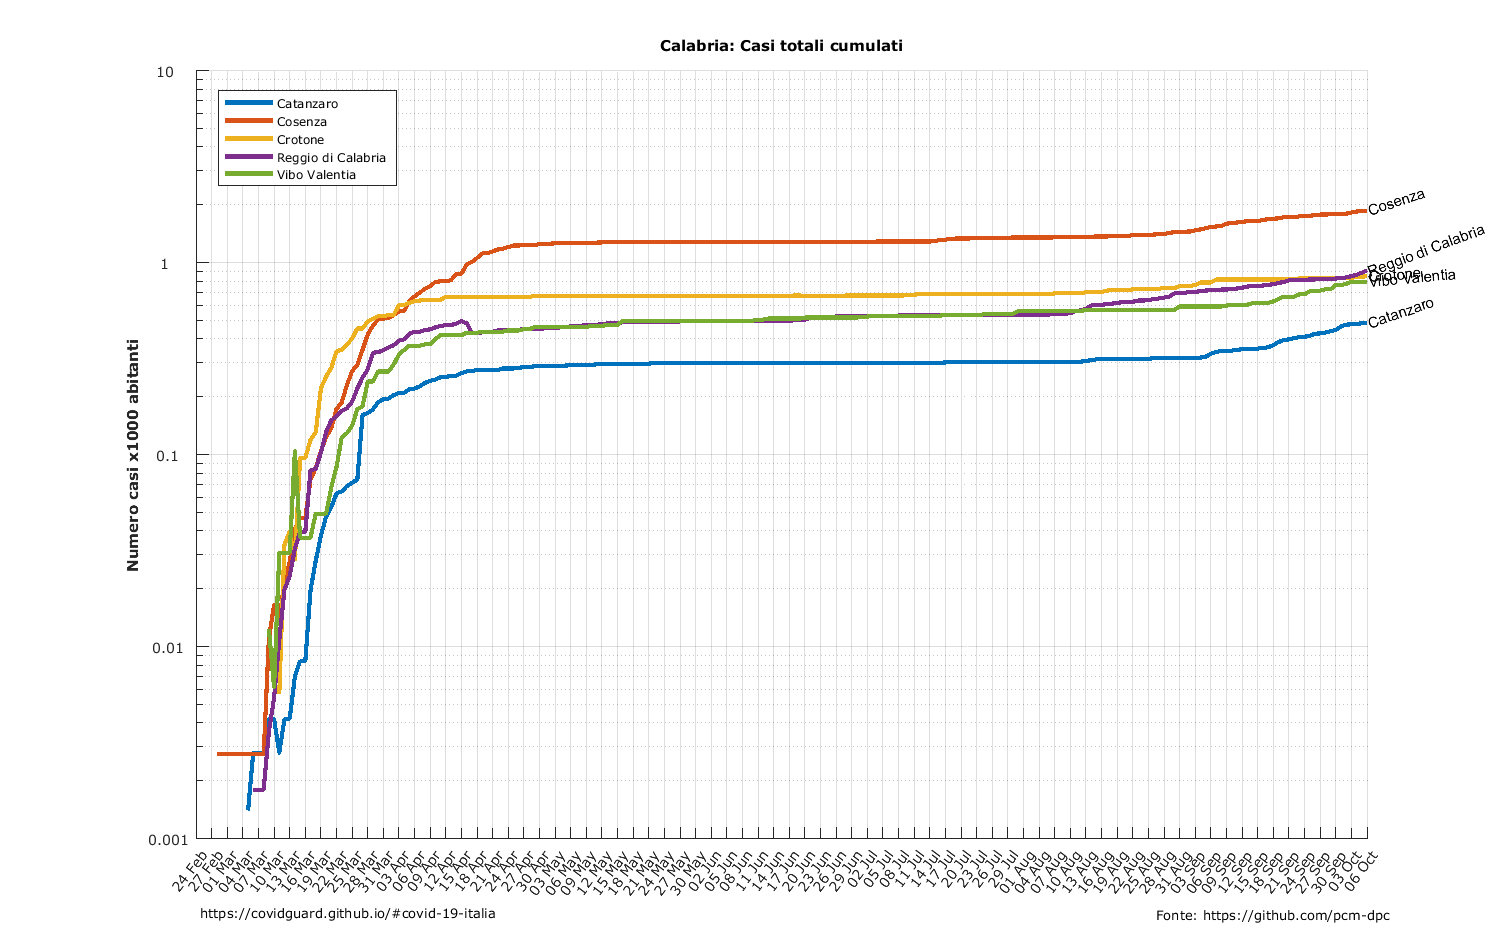 Calabria: Casi totali cumulati
10
1
0.1
0.01
0.001
Numero casi x1000 abitanti
Catanzaro
Cosenza
Crotone
Reggio di Calabria
Vibo Valentia
Cosenza
Reggio di Calabria
Crotone
Vibo Valentia
Catanzaro
24 Feb
27 Feb
01 Mar
04 Mar
07 Mar
10 Mar
13 Mar
16 Mar
19 Mar
22 Mar
25 Mar
28 Mar
31 Mar
03 Apr
06 Apr
09 Apr
12 Apr
15 Apr
18 Apr
21 Apr
24 Apr
27 Apr
30 Apr
03 May
06 May
09 May
12 May
15 May
18 May
21 May
24 May
27 May
30 May
02 Jun
05 Jun
08 Jun
11 Jun
14 Jun
17 Jun
20 Jun
23 Jun
26 Jun
29 Jun
02 Jul
05 Jul
08 Jul
11 Jul
14 Jul
17 Jul
20 Jul
23 Jul
26 Jul
29 Jul
01 Aug
04 Aug
07 Aug
10 Aug
13 Aug
16 Aug
19 Aug
22 Aug
25 Aug
28 Aug
31 Aug
03 Sep
06 Sep
09 Sep
12 Sep
15 Sep
18 Sep
21 Sep
24 Sep
27 Sep
30 Sep
03 Oct
06 Oct
https://covidguard.github.io/#covid-19-italia
Fonte: https://github.com/pcm-dpc